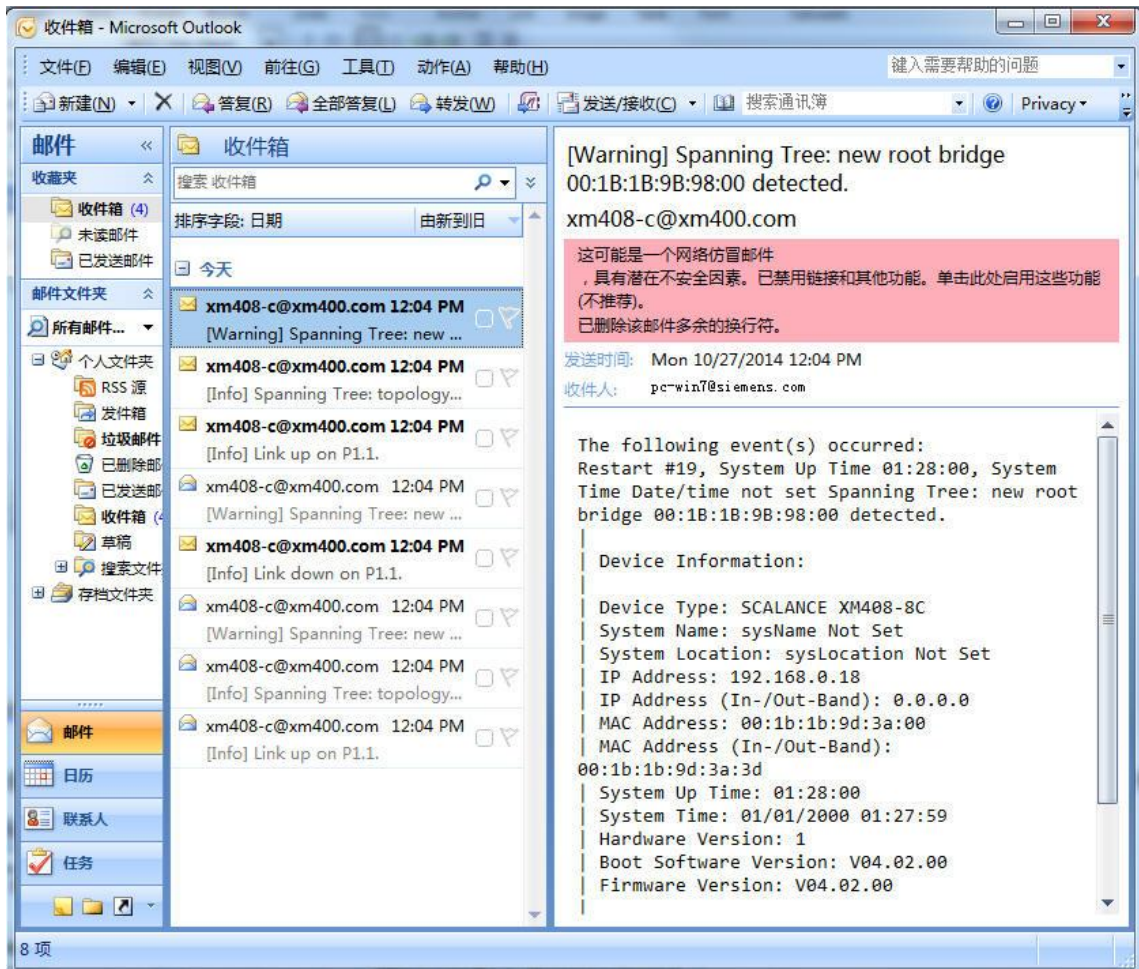 收件箱 - Microsoft Outlook
文件(F) 编辑(E) 视图(V) 前往(G) 工具(T) 动作(A) 帮助(H)
键入需要帮助的问题
新建(N) 答复(R) 全部答复(L) 转发(W) 发送/接收(C) 搜索通讯簿 Privacy
邮件 «
收藏夹
收件箱 (4)
未读邮件
已发送邮件
邮件文件夹
所有邮件...
个人文件夹
RSS 源
发件箱
垃圾邮件
已删除邮
已发送邮
收件箱 (4
草稿
搜索文件
存档文件夹
邮件
日历
联系人
任务
收件箱
搜索 收件箱
排序字段: 日期 由新到旧
今天
xm408-c@xm400.com 12:04 PM
[Warning] Spanning Tree: new ...
xm408-c@xm400.com 12:04 PM
[Info] Spanning Tree: topology...
xm408-c@xm400.com 12:04 PM
[Info] Link up on P1.1.
xm408-c@xm400.com 12:04 PM
[Warning] Spanning Tree: new ...
xm408-c@xm400.com 12:04 PM
[Info] Link down on P1.1.
xm408-c@xm400.com 12:04 PM
[Warning] Spanning Tree: new ...
xm408-c@xm400.com 12:04 PM
[Info] Spanning Tree: topology...
xm408-c@xm400.com 12:04 PM
[Info] Link up on P1.1.
[Warning] Spanning Tree: new root bridge
00:1B:1B:9B:98:00 detected.
xm408-c@xm400.com
这可能是一个网络仿冒邮件
，具有潜在不安全因素。已禁用链接和其他功能。单击此处启用这些功能
(不推荐)。
已删除该邮件多余的换行符。
发送时间: Mon 10/27/2014 12:04 PM
收件人: pc-win7@siemens.com
The following event(s) occurred:
Restart #19, System Up Time 01:28:00, System
Time Date/time not set Spanning Tree: new root
bridge 00:1B:1B:9B:98:00 detected.
|
| Device Information:
|
| Device Type: SCALANCE XM408-8C
| System Name: sysName Not Set
| System Location: sysLocation Not Set
| IP Address: 192.168.0.18
| IP Address (In-/Out-Band): 0.0.0.0
| MAC Address: 00:1b:1b:9d:3a:00
| MAC Address (In-/Out-Band):
00:1b:1b:9d:3a:3d
| System Up Time: 01:28:00
| System Time: 01/01/2000 01:27:59
| Hardware Version: 1
| Boot Software Version: V04.02.00
| Firmware Version: V04.02.00
|
8 项